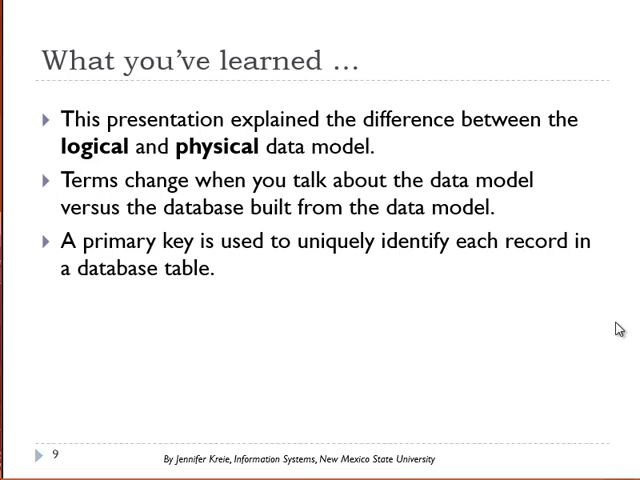 What you've learned …
This presentation explained the difference between the
logical and physical data model.
Terms change when you talk about the data model
versus the database built from the data model.
A primary key is used to uniquely identify each record in
a database table.
9
By Jennifer Kreie, Information Systems, New Mexico State University